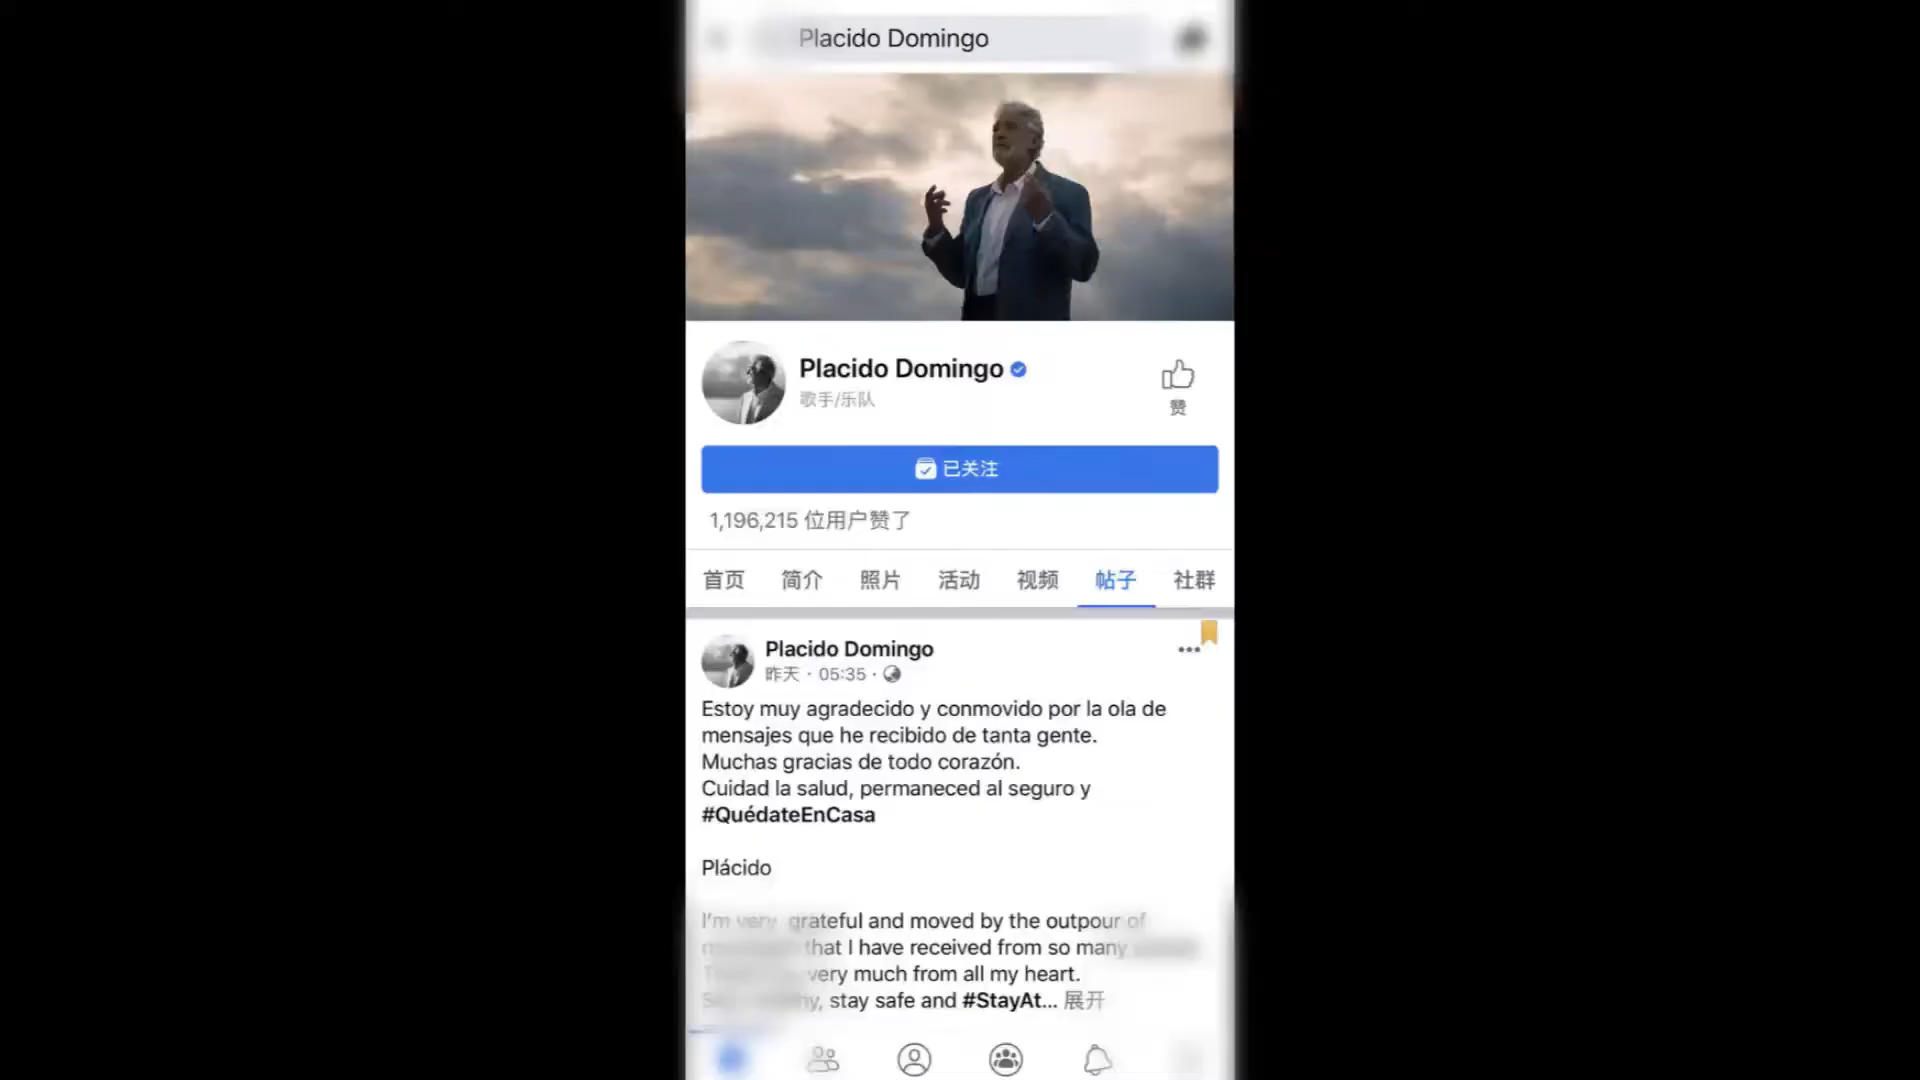 Placido Domingo
Placido Domingo
歌手/乐队
赞
已关注
1,196,215 位用户赞了
首页 简介 照片 活动 视频 帖子 社群
Placido Domingo
昨天 · 05:35 ·
Estoy muy agradecido y conmovido por la ola de
mensajes que he recibido de tanta gente.
Muchas gracias de todo corazón.
Cuidad la salud, permaneced al seguro y
#QuédateEnCasa
Plácido
I'm very grateful and moved by the outpour of
that I have received from so many
very much from all my heart.
stay safe and #StayAt... 展开